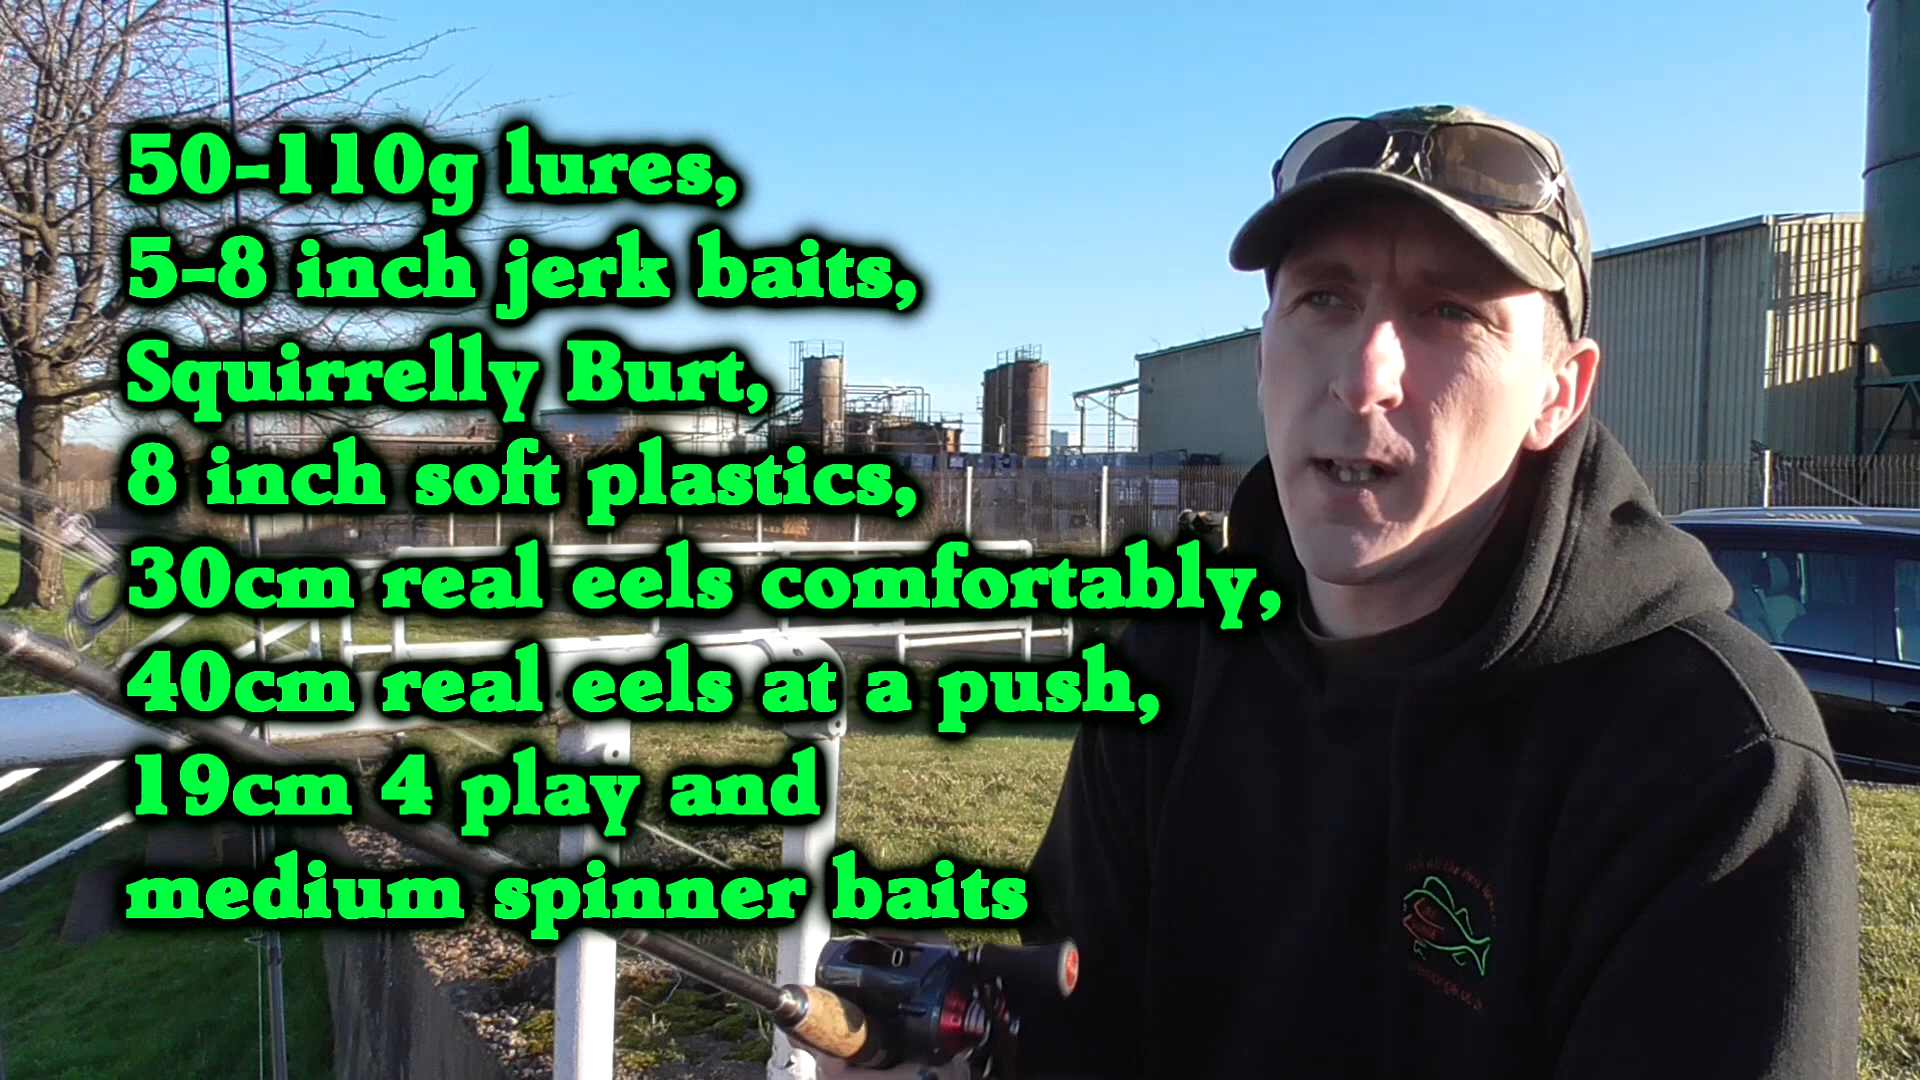 50-110g lures,
5-8 inch jerk baits,
Squirrelly Burt,
8 inch soft plastics,
30cm real eels comfortably,
40cm real eels at a push,
19cm 4 play and
medium spinner baits